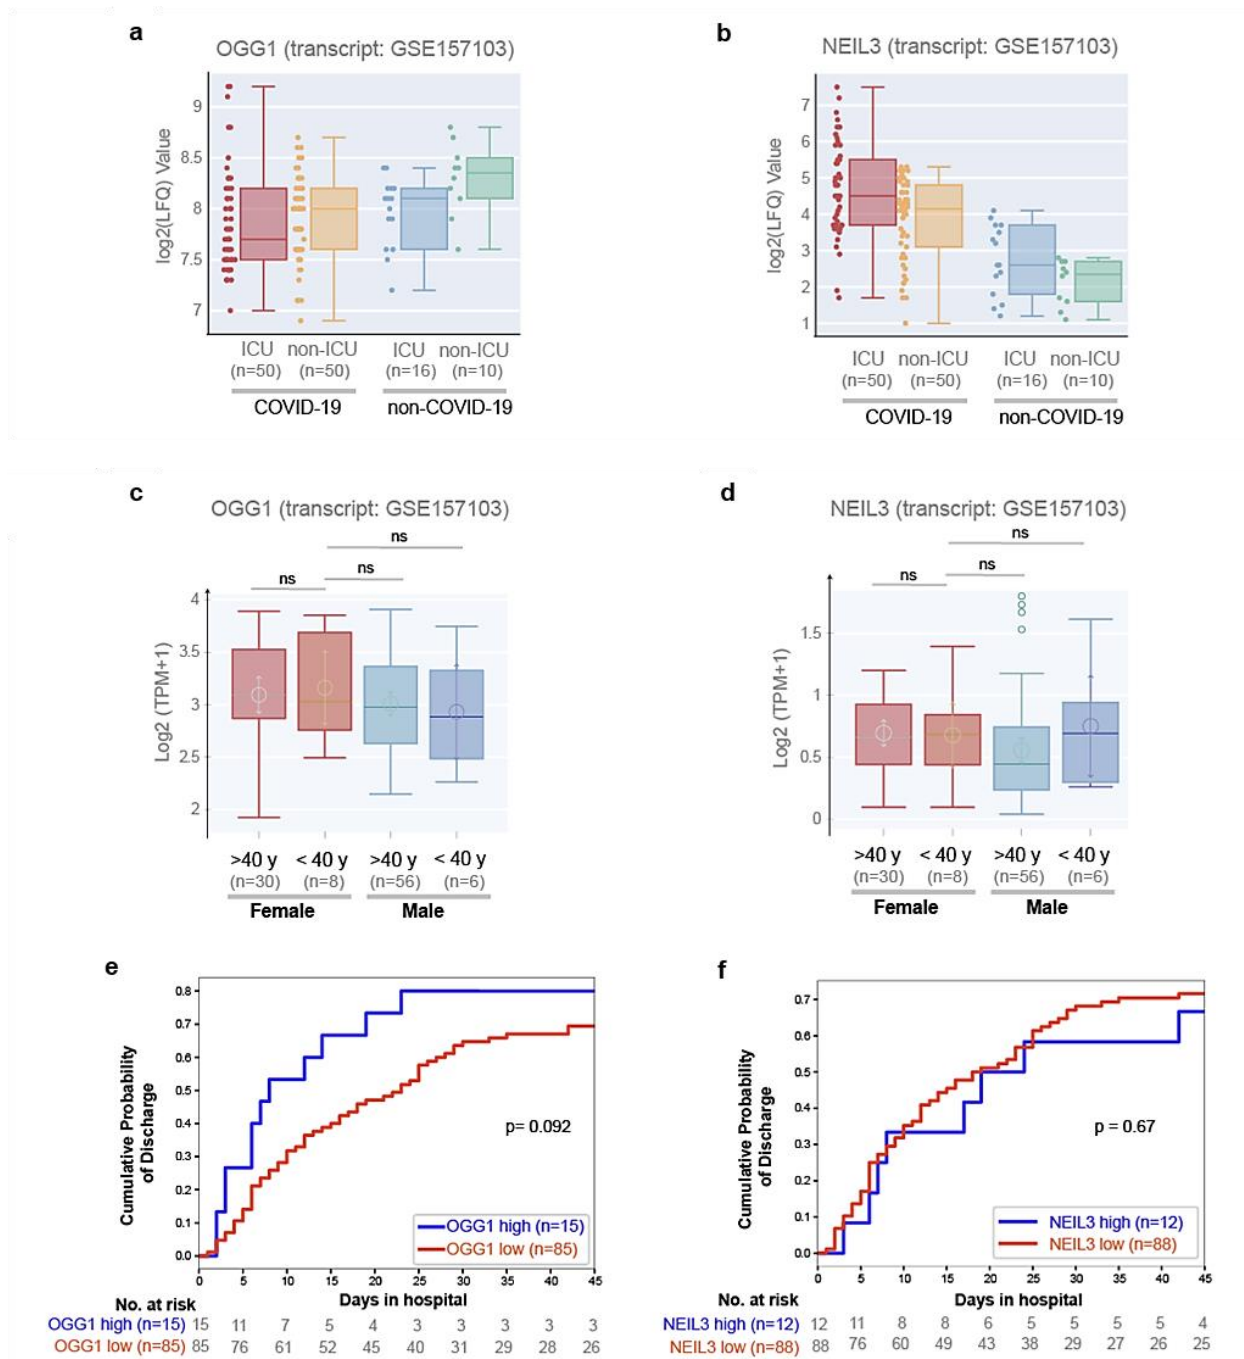 a
OGG1 (transcript: GSE157103)
log2(LFQ) Value
9
8.5
8
7.5
7
ICU non-ICU ICU non-ICU
(n=50) (n=50) (n=16) (n=10)
COVID-19 non-COVID-19
b
NEIL3 (transcript: GSE157103)
log2(LFQ) Value
7
6
5
4
3
2
1
ICU non-ICU ICU non-ICU
(n=50) (n=50) (n=16) (n=10)
COVID-19 non-COVID-19
c
OGG1 (transcript: GSE157103)
ns
ns
ns
Log2 (TPM+1)
4
3.5
3
2.5
2
>40 y < 40 y >40 y < 40 y
(n=30) (n=8) (n=56) (n=6)
Female Male
d
NEIL3 (transcript: GSE157103)
ns
ns
ns
Log2 (TPM+1)
1.5
1
0.5
0
>40 y < 40 y >40 y < 40 y
(n=30) (n=8) (n=56) (n=6)
Female Male
e
Cumulative Probability
of Discharge
0.8
0.7
0.6
0.5
0.4
0.3
0.2
0.1
0.0
p= 0.092
OGG1 high (n=15)
OGG1 low (n=85)
0 5 10 15 20 25 30 35 40 45
No. at risk Days in hospital
OGG1 high (n=15) 15 11 7 5 4 3 3 3 3 3
OGG1 low (n=85) 85 76 61 52 45 40 31 29 28 26
f
Cumulative Probability
of Discharge
0.7
0.6
0.5
0.4
0.3
0.2
0.1
0.0
p = 0.67
NEIL3 high (n=12)
NEIL3 low (n=88)
0 5 10 15 20 25 30 35 40 45
No. at risk Days in hospital
NEIL3 high (n=12) 12 11 8 8 6 5 5 5 5 4
NEIL3 low (n=88) 88 76 60 49 43 38 29 27 26 25